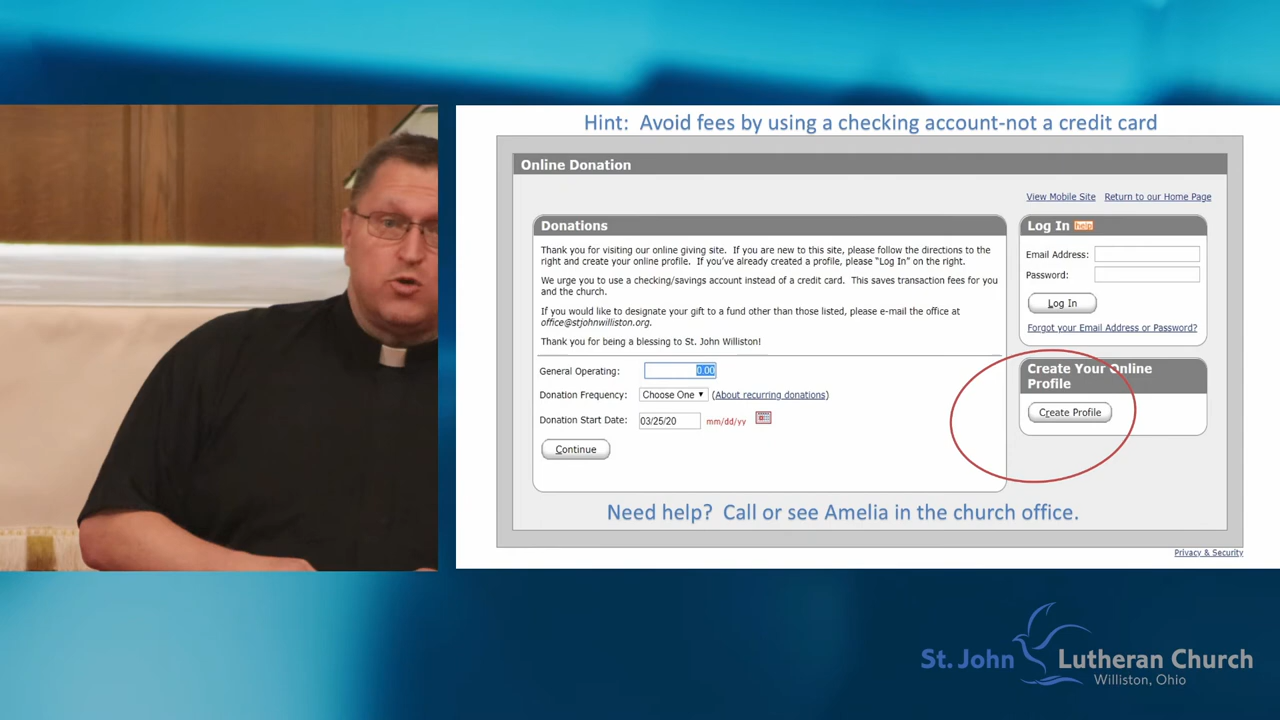 Hint: Avoid fees by using a checking account-not a credit card
Online Donation
View Mobile Site Return to our Home Page
Donations
Thank you for visiting our online giving site. If you are new to this site, please follow the directions to the
right and create your online profile. If you've already created a profile, please "Log In" on the right.
We urge you to use a checking/savings account instead of a credit card. This saves transaction fees for you
and the church.
If you would like to designate your gift to a fund other than those listed, please e-mail the office at
office@stjohnwilliston.org.
Thank you for being a blessing to St. John Williston!
General Operating: 0.00
Donation Frequency: Choose One (About recurring donations)
Donation Start Date: 03/25/20 mm/dd/yy
Continue
Log In help
Email Address:
Password:
Log In
Forgot your Email Address or Password?
Create Your Online
Profile
Create Profile
Need help? Call or see Amelia in the church office.
Privacy & Security
St. John Lutheran Church
Williston, Ohio